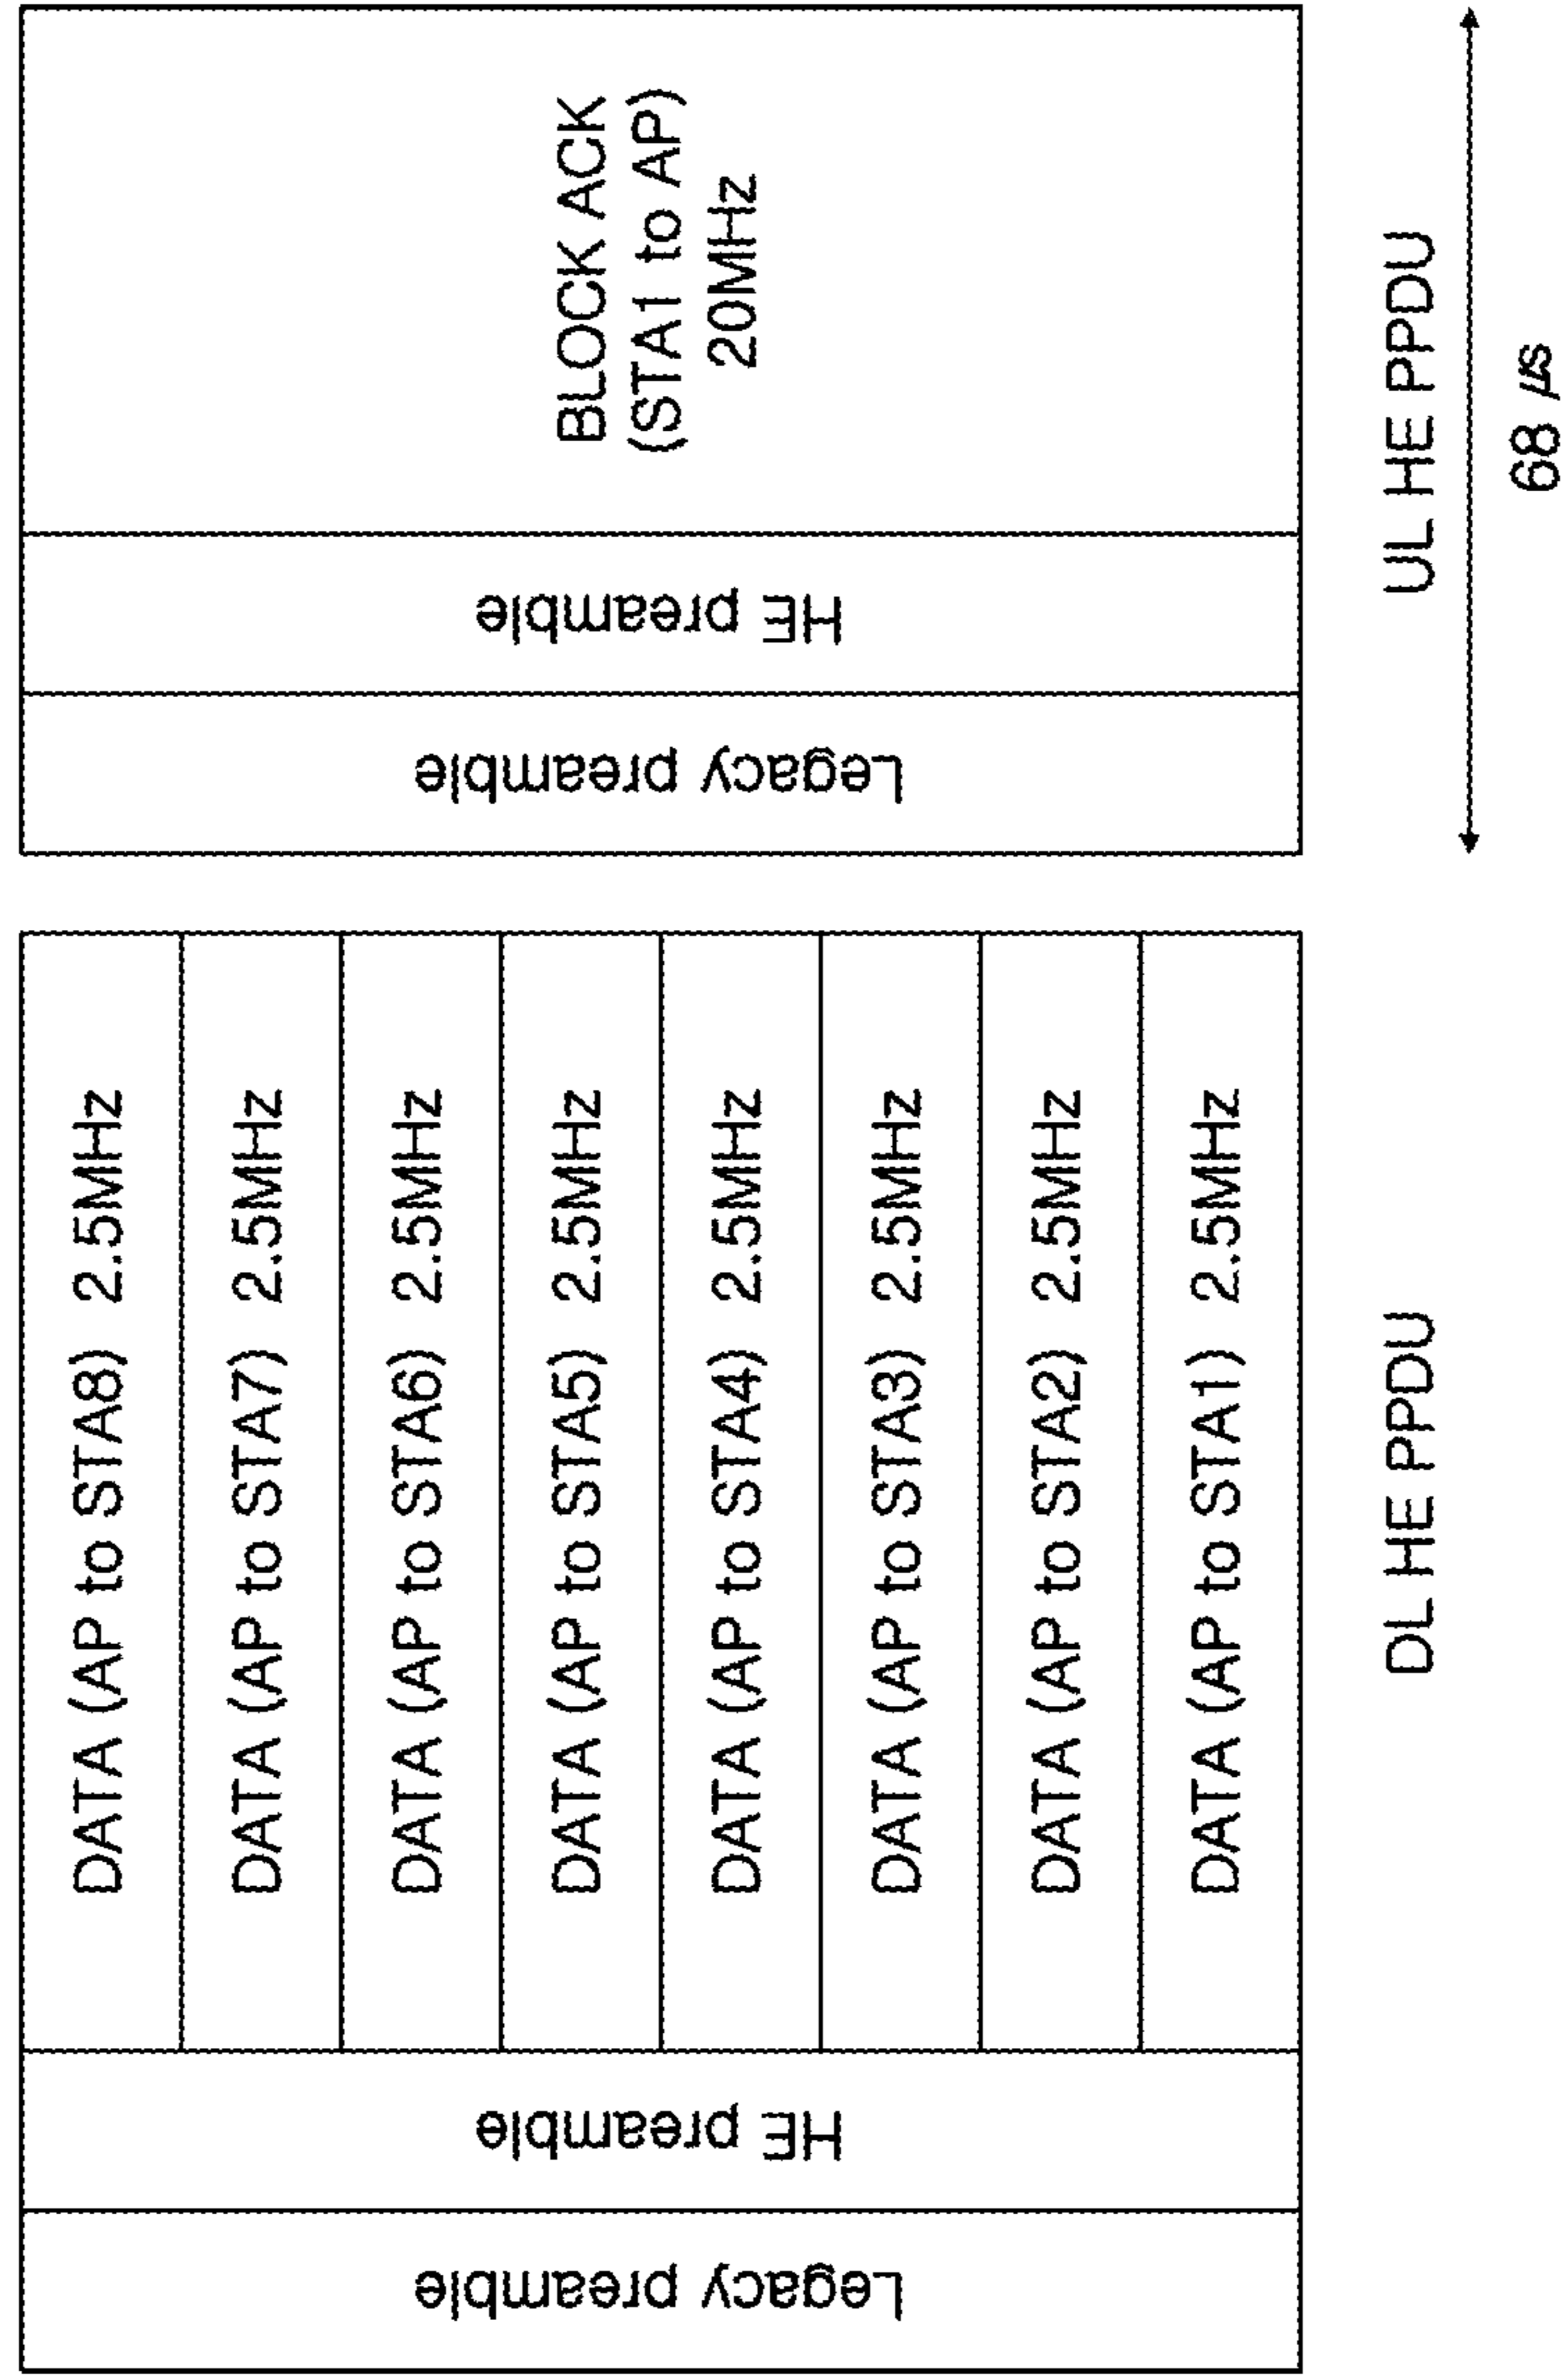 Legacy preamble
HE preamble
DATA (AP to STA8) 2.5MHz
DATA (AP to STA7) 2.5MHz
DATA (AP to STA6) 2.5MHz
DATA (AP to STA5) 2.5MHz
DATA (AP to STA4) 2.5MHz
DATA (AP to STA3) 2.5MHz
DATA (AP to STA2) 2.5MHz
DATA (AP to STA1) 2.5MHz
DL HE PPDU
Legacy preamble
HE preamble
BLOCK ACK
(STA1 to AP)
20MHz
UL HE PPDU
68 μs